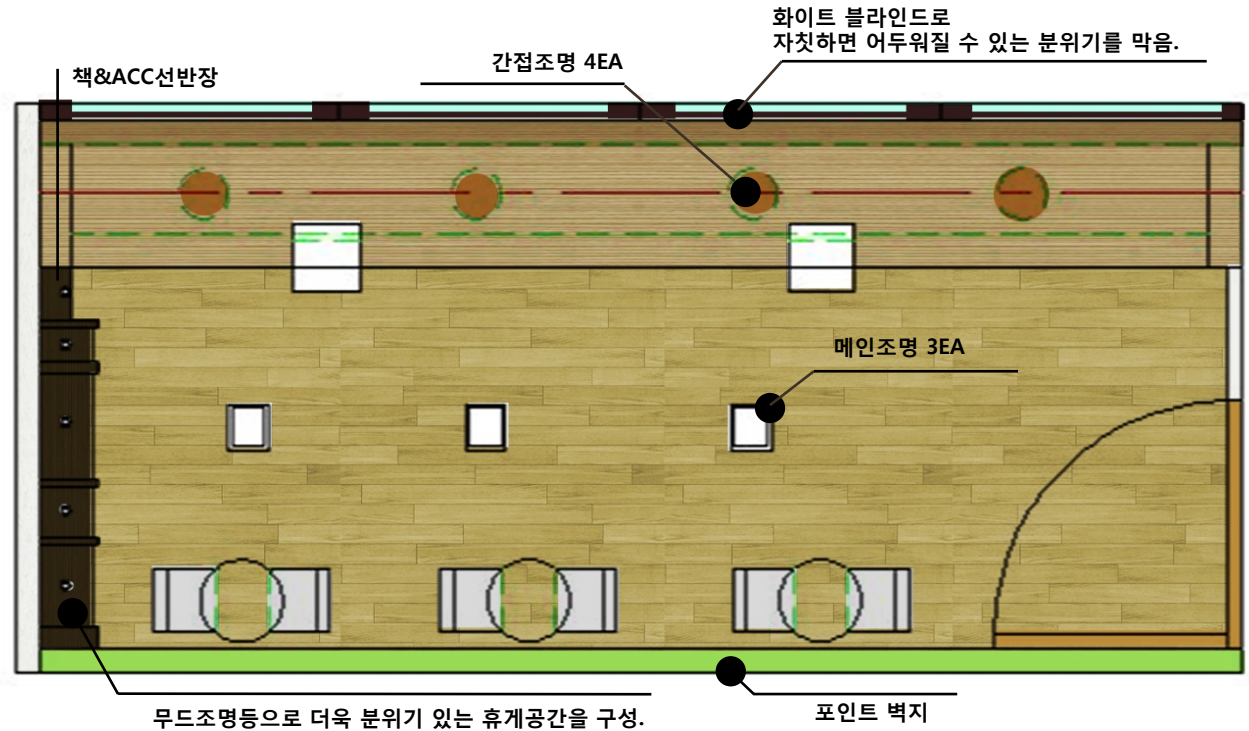 화이트 블라인드로
자칫하면 어두워질 수 있는 분위기를 막음.
간접조명 4EA
책&ACC선반장
메인조명 3EA
무드조명등으로 더욱 분위기 있는 휴게공간을 구성.
포인트 벽지